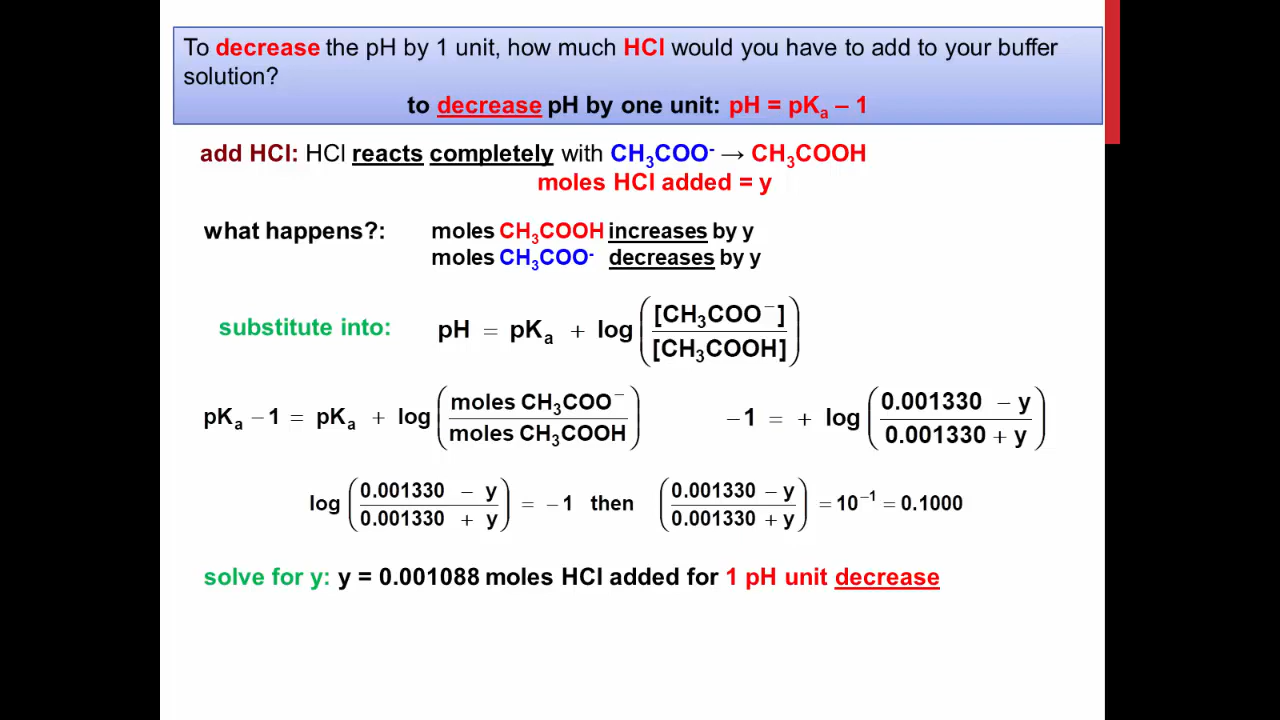 To decrease the pH by 1 unit, how much HCl would you have to add to your buffer
solution?
to decrease pH by one unit: pH = pKₐ – 1
add HCl: HCl reacts completely with CH₃COO⁻ → CH₃COOH
moles HCl added = y
what happens?: moles CH₃COOH increases by y
moles CH₃COO⁻ decreases by y
substitute into: pH = pKₐ + log ([CH₃COO⁻] / [CH₃COOH])
pKₐ − 1 = pKₐ + log (moles CH₃COO⁻ / moles CH₃COOH) − 1 = + log (0.001330 − y / 0.001330 + y)
log (0.001330 − y / 0.001330 + y) = − 1 then (0.001330 − y / 0.001330 + y) = 10⁻¹ = 0.1000
solve for y: y = 0.001088 moles HCl added for 1 pH unit decrease